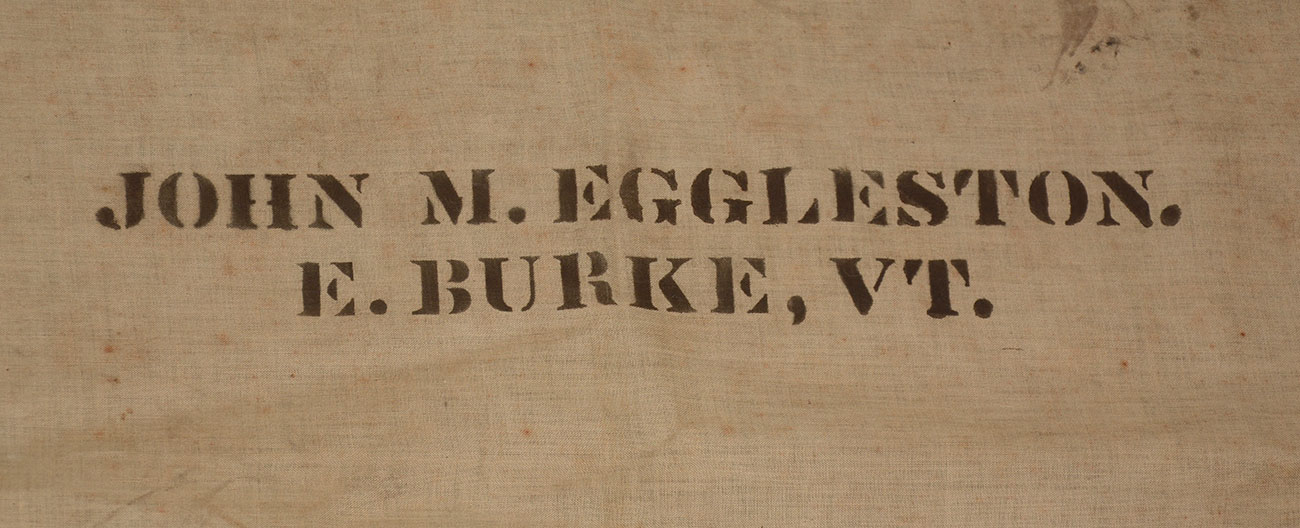 JOHN M. EGGLESTON.
E. BURKE, VT.